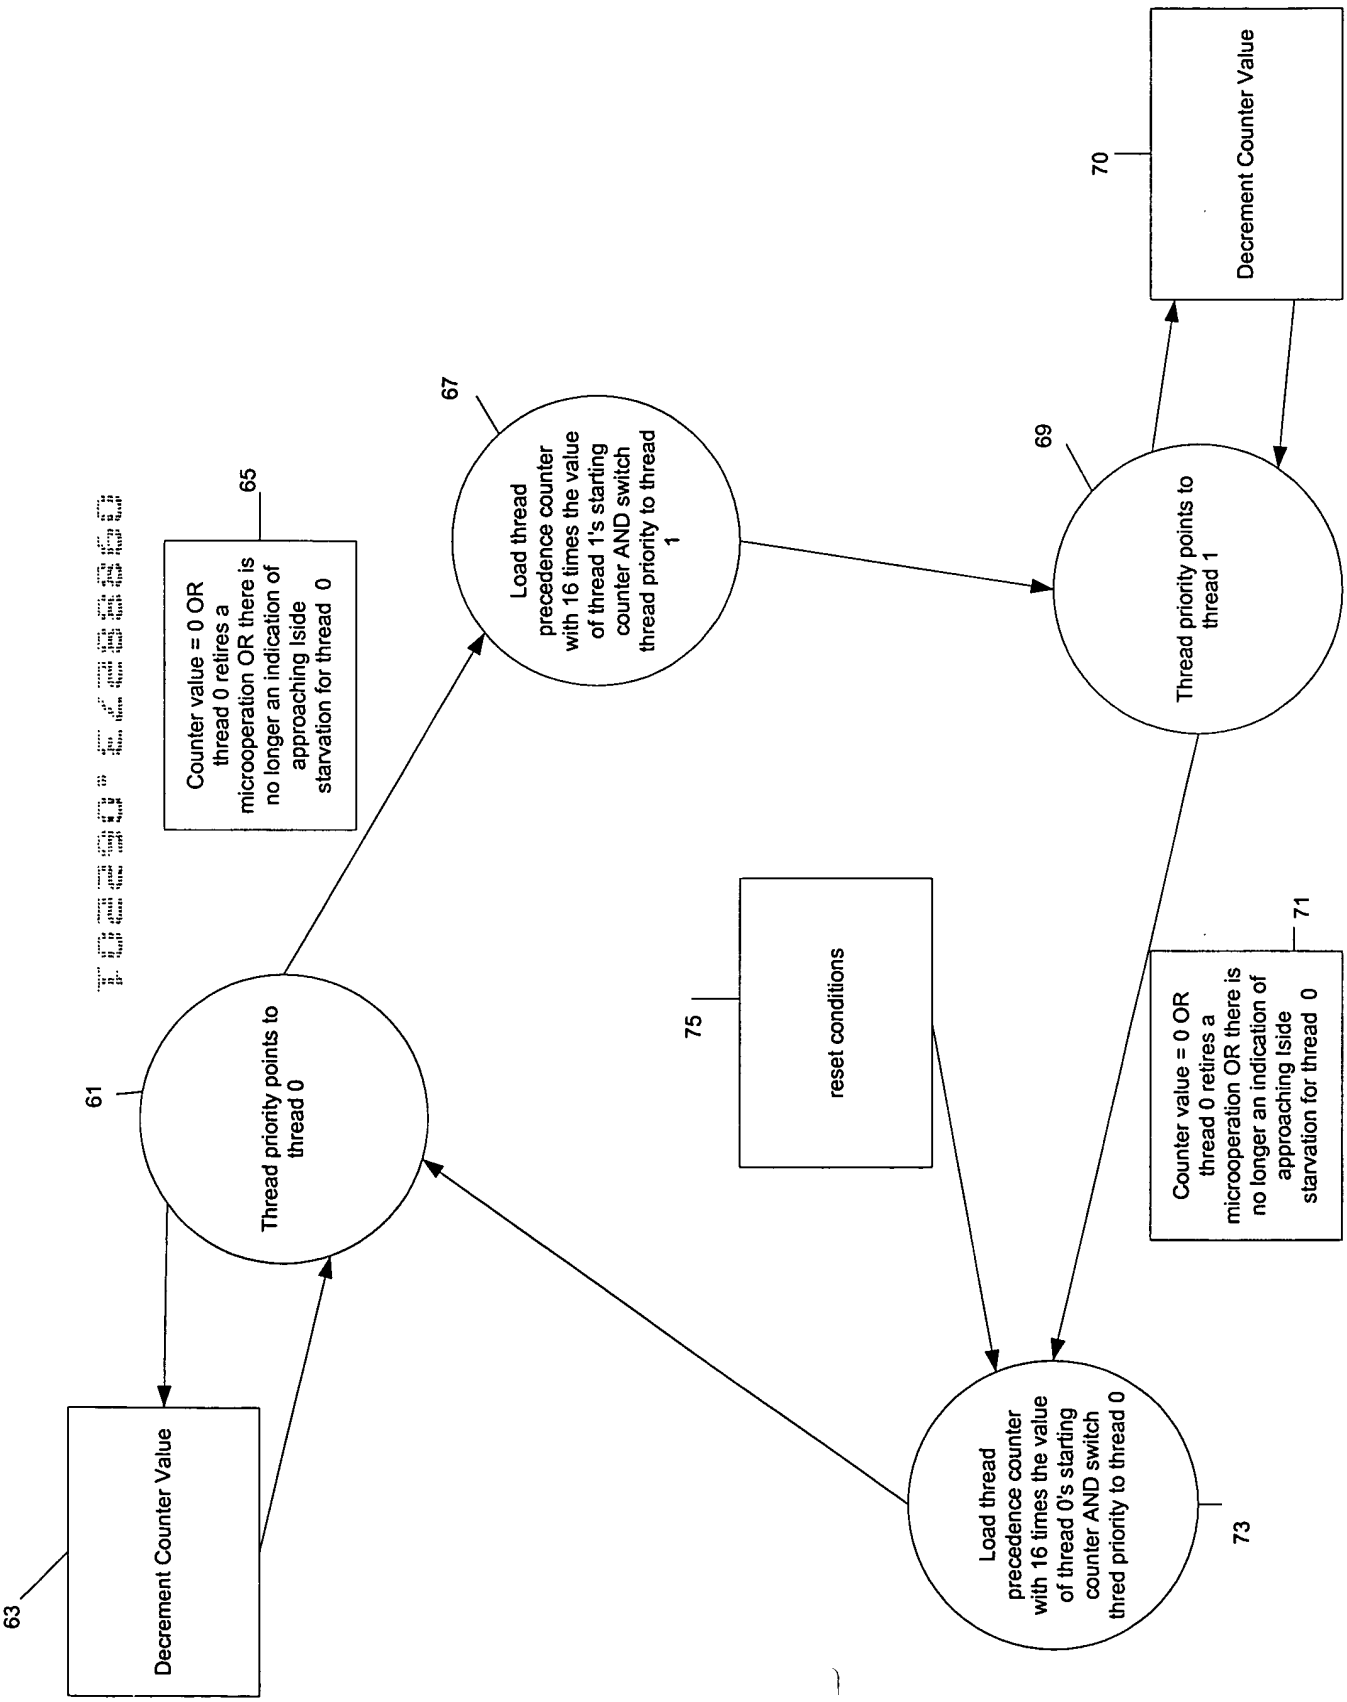 63
Decrement Counter Value
61
Thread priority points to
thread 0
Counter value = 0 OR
thread 0 retires a
microoperation OR there is
no longer an indication of
approaching Iside
starvation for thread 0
65
67
Load thread
precedence counter
with 16 times the value
of thread 1's starting
counter AND switch
thread priority to thread
1
75
reset conditions
Load thread
precedence counter
with 16 times the value
of thread 0's starting
counter AND switch
thred priority to thread 0
73
Counter value = 0 OR
thread 0 retires a
microoperation OR there is
no longer an indication of
approaching Iside
starvation for thread 0
71
69
Thread priority points to
thread 1
70
Decrement Counter Value